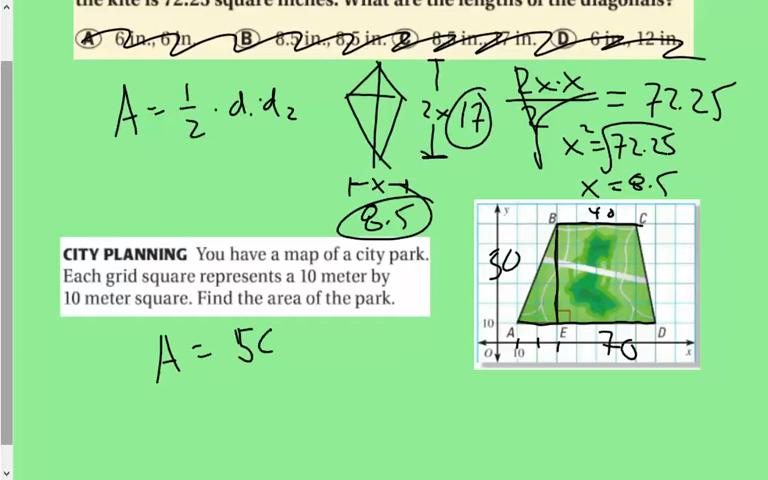 the kite is 72.25 square inches. What are the lengths of the diagonals?
A 6 in., 6 in. B 8.5 in., 8.5 in. C 8.5 in., 17 in. D 6 in., 12 in.
A = 1/2 · d₁ · d₂
2x
17
x
8.5
2x·x/2 = 72.25
x² = √72.25
x = 8.5
CITY PLANNING You have a map of a city park.
Each grid square represents a 10 meter by
10 meter square. Find the area of the park.
y
B 40 C
50
10
A E D
O 10 70 x
A = 50